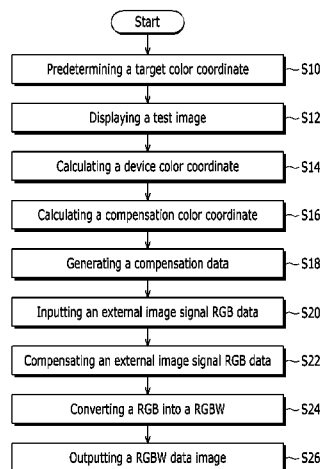 Start
Predetermining a target color coordinate S10
Displaying a test image S12
Calculating a device color coordinate S14
Calculating a compensation color coordinate S16
Generating a compensation data S18
Inputting an external image signal RGB data S20
Compensating an external image signal RGB data S22
Converting a RGB into a RGBW S24
Outputting a RGBW data image S26